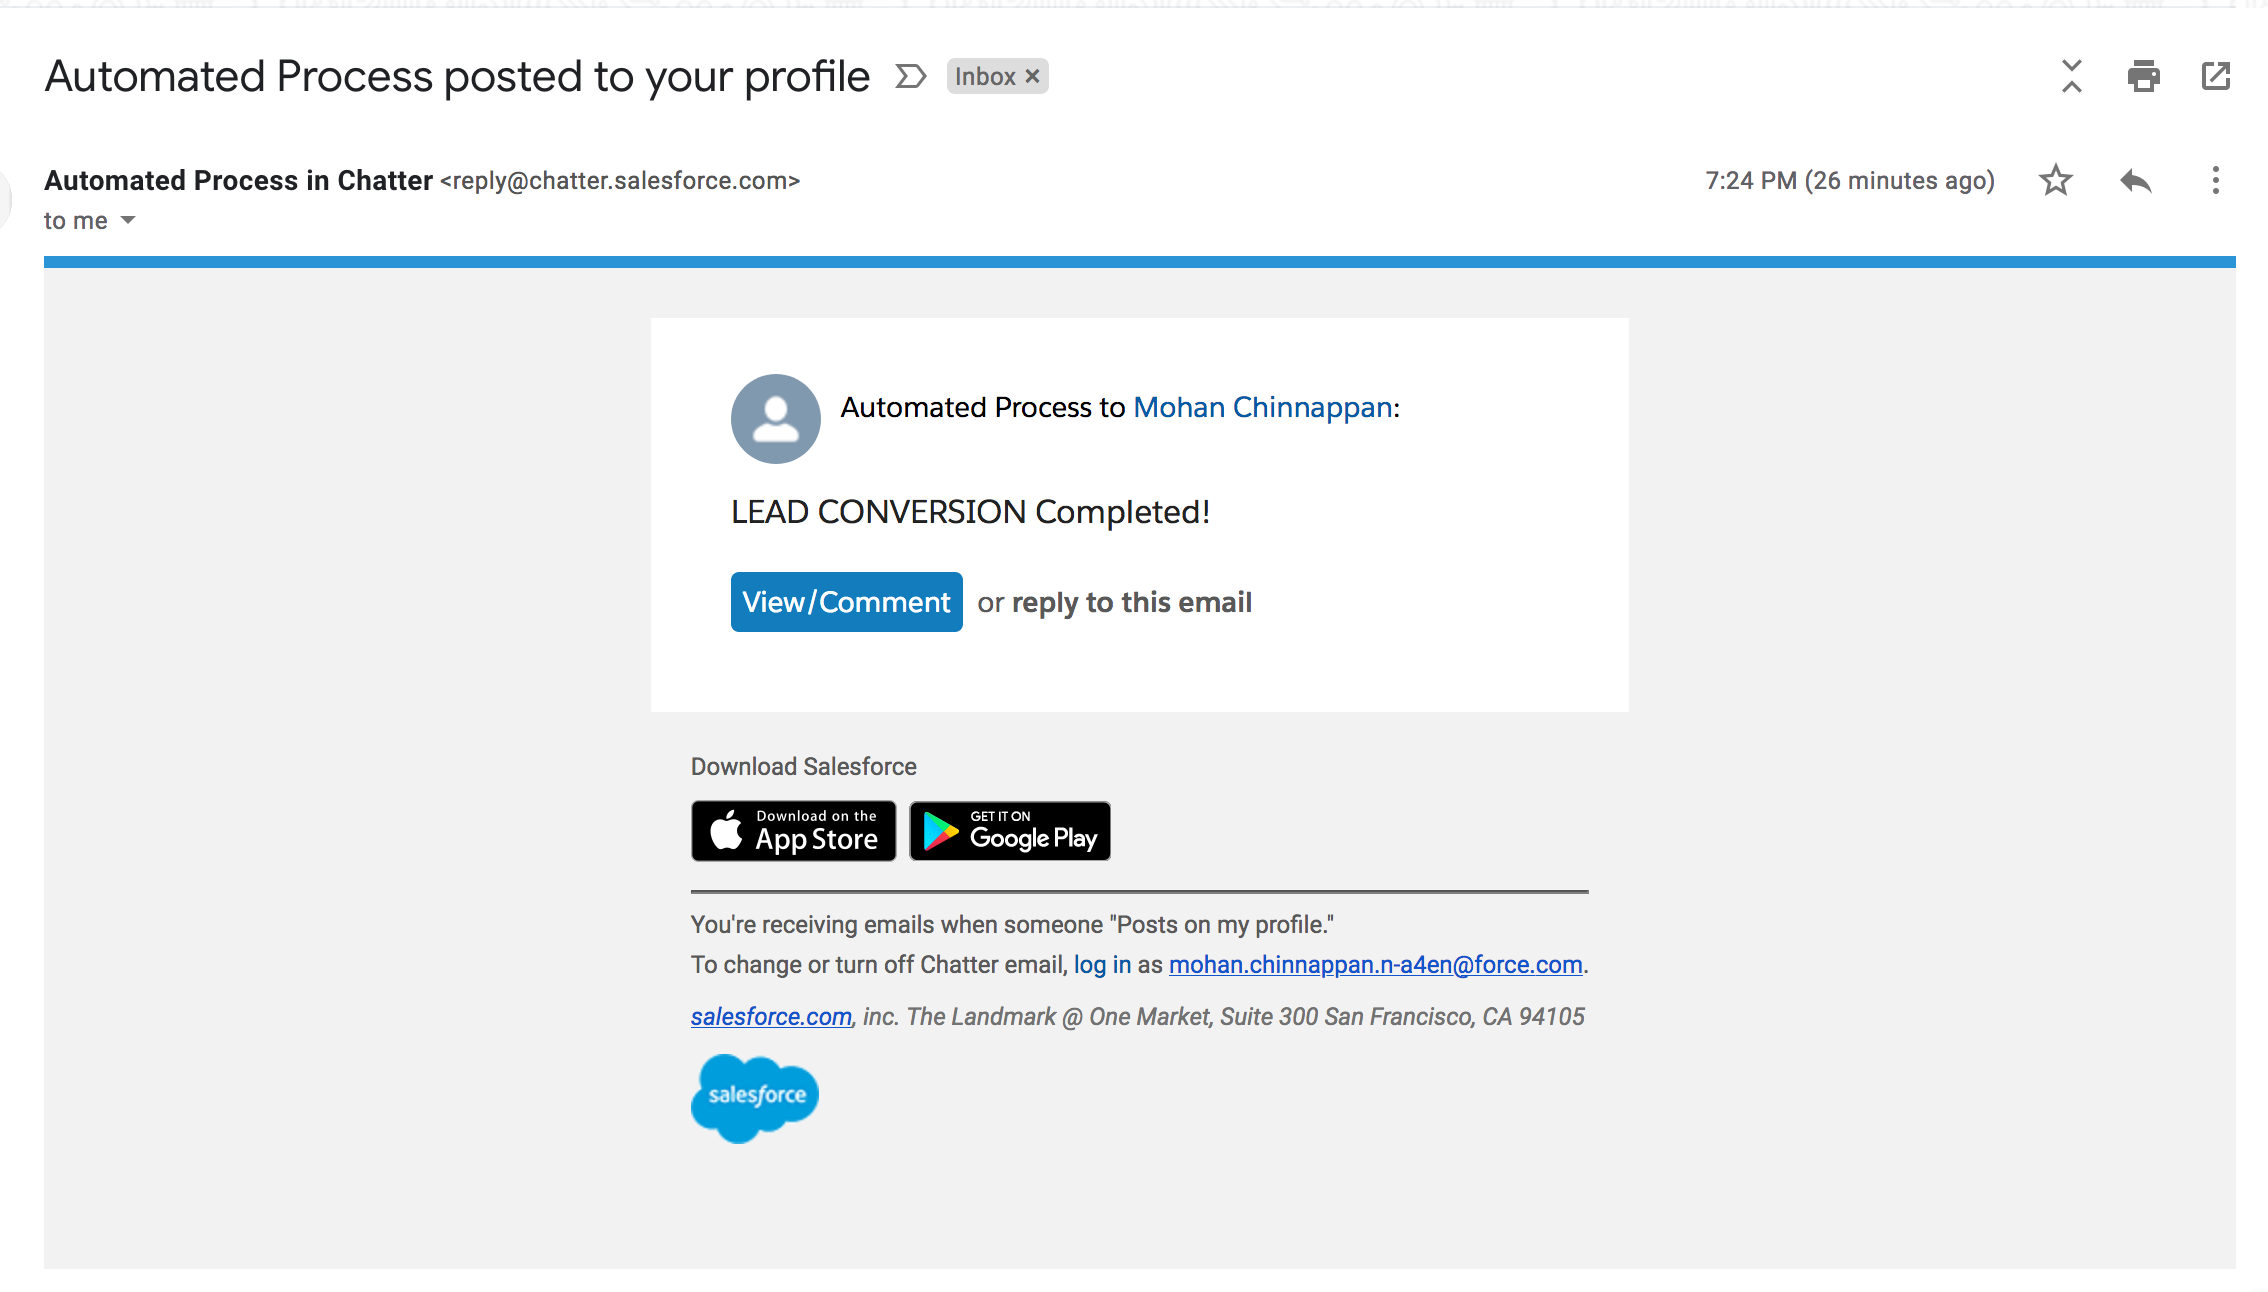 Automated Process posted to your profile Inbox ×
Automated Process in Chatter <reply@chatter.salesforce.com> 7:24 PM (26 minutes ago)
to me
Automated Process to Mohan Chinnappan:
LEAD CONVERSION Completed!
View/Comment or reply to this email
Download Salesforce
Download on the
App Store
GET IT ON
Google Play
You're receiving emails when someone "Posts on my profile."
To change or turn off Chatter email, log in as mohan.chinnappan.n-a4en@force.com.
salesforce.com, inc. The Landmark @ One Market, Suite 300 San Francisco, CA 94105
salesforce